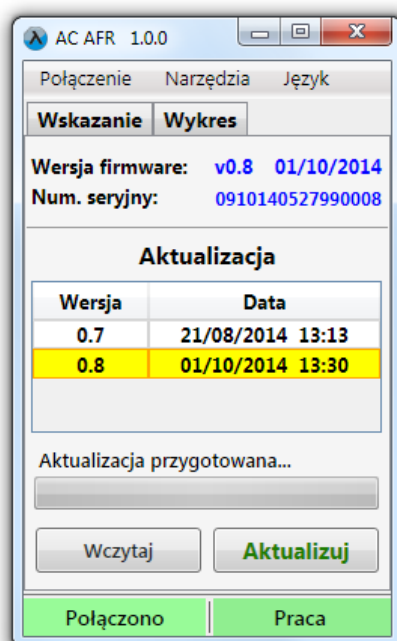 AC AFR 1.0.0
Połączenie Narzędzia Język
Wskazanie Wykres
Wersja firmware: v0.8 01/10/2014
Num. seryjny: 0910140527990008
Aktualizacja
Wersja Data
0.7 21/08/2014 13:13
0.8 01/10/2014 13:30
Aktualizacja przygotowana...
Wczytaj Aktualizuj
Połączono Praca